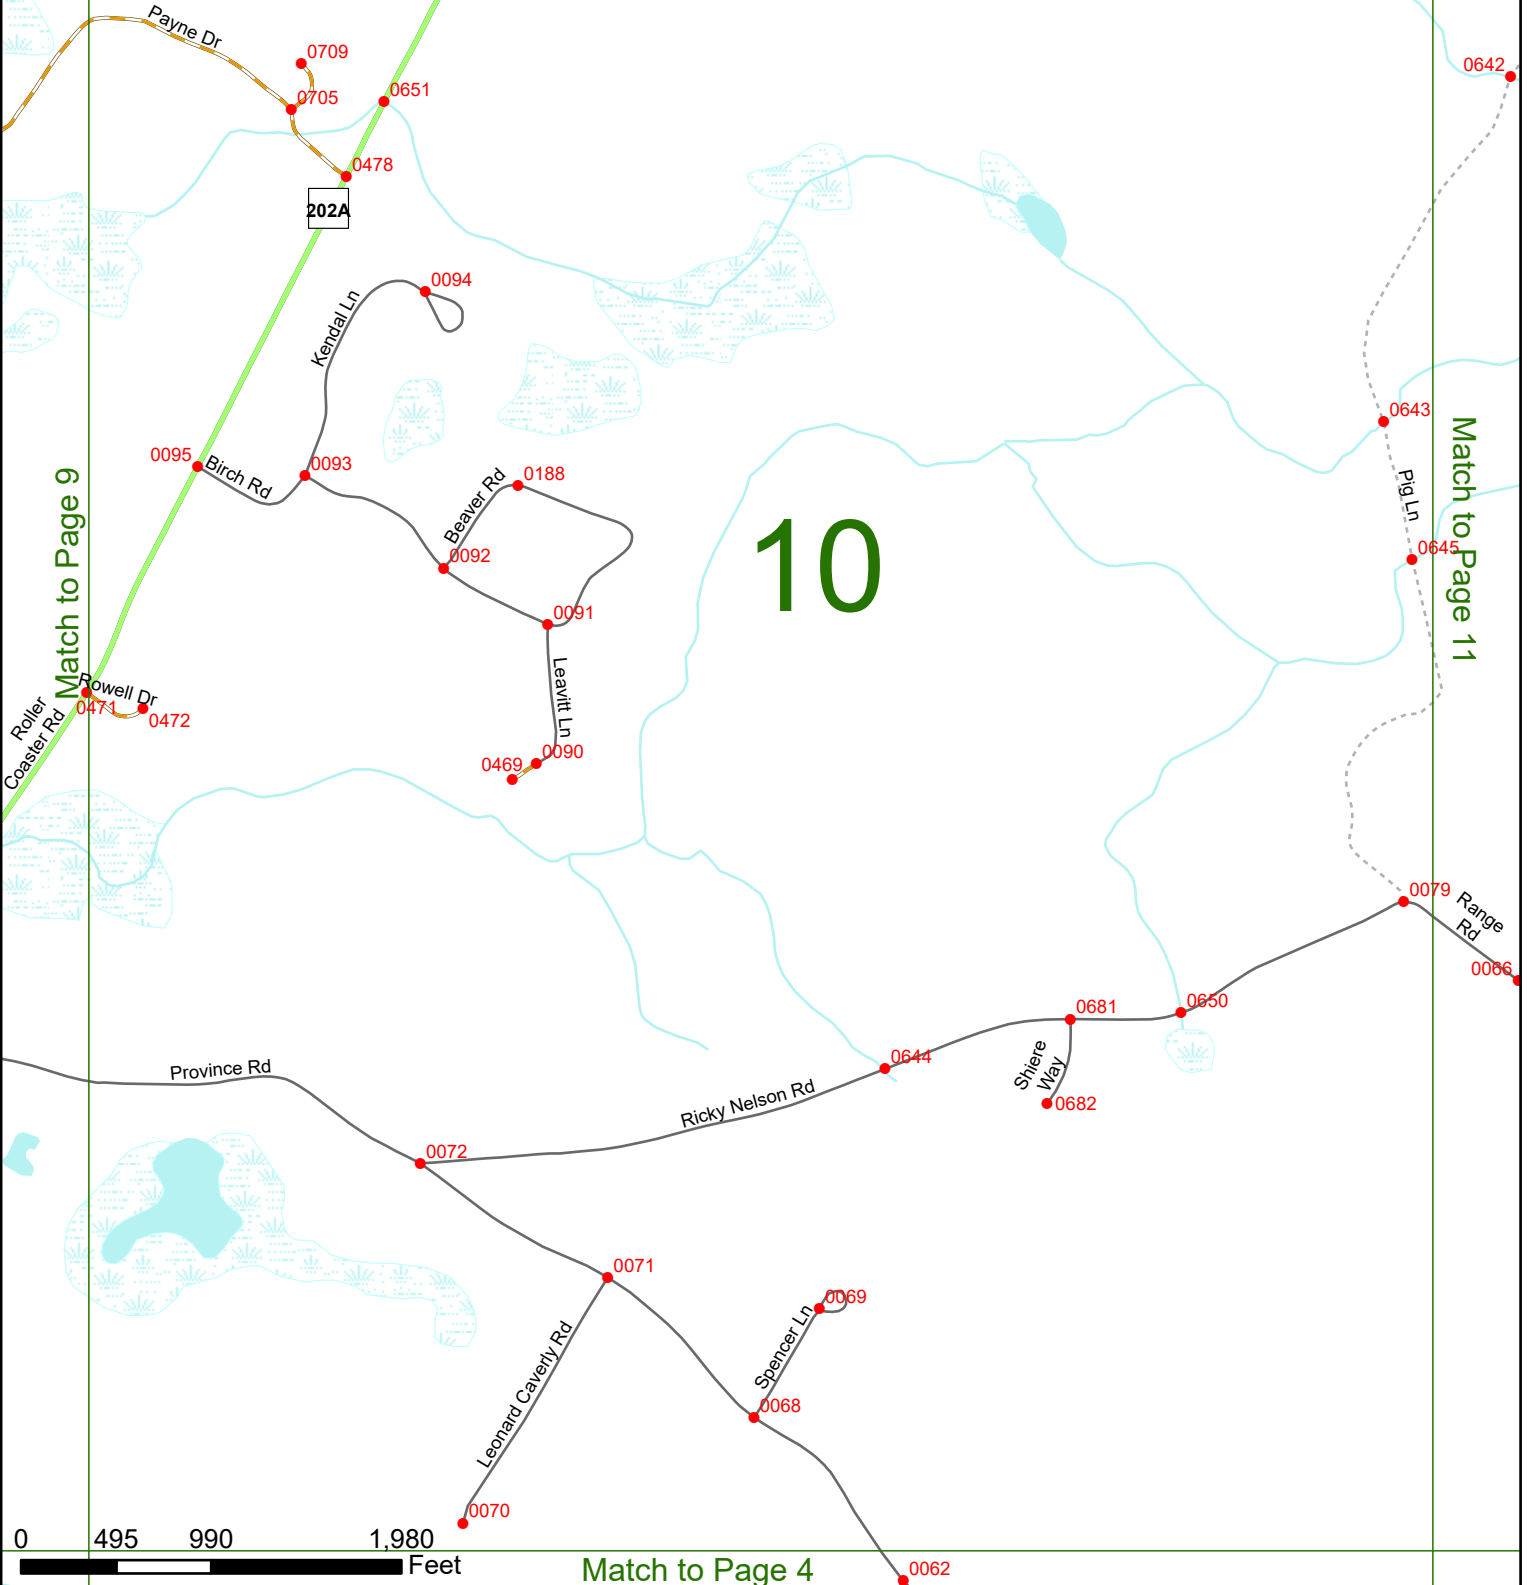 Payne Dr
0709
0705
0651
0642
0478
202A
0094
Kendal Ln
0643
0095
Birch Rd
0093
Beaver Rd
0188
Pig Ln
Match to Page 9
10
Match to Page 11
0092
0645
0091
Leavitt Ln
Rowell Dr
0471
0472
Roller
Coaster Rd
0090
0469
0079
Range
Rd
0066
0650
0681
Shiere
Way
0682
0644
Province Rd
Ricky Nelson Rd
0072
0071
0069
Spencer Ln
Leonard Caverly Rd
0068
0070
0 495 990 1,980
Feet
Match to Page 4
0062